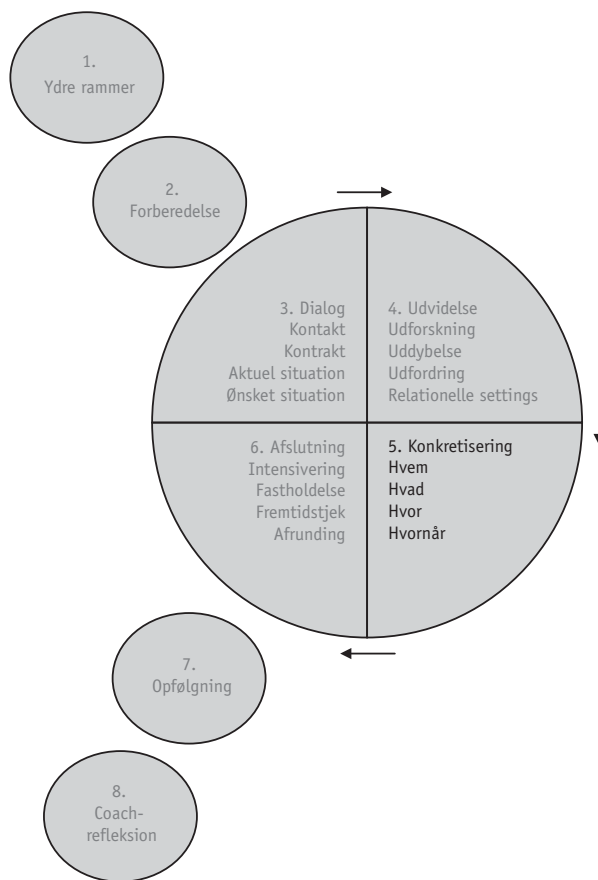 1.
Ydre rammer
2.
Forberedelse
3. Dialog
Kontakt
Kontrakt
Aktuel situation
Ønsket situation
4. Udvidelse
Udforskning
Uddybelse
Udfordring
Relationelle settings
5. Konkretisering
Hvem
Hvad
Hvor
Hvornår
6. Afslutning
Intensivering
Fastholdelse
Fremtidstjek
Afrunding
7.
Opfølgning
8.
Coach-
refleksion